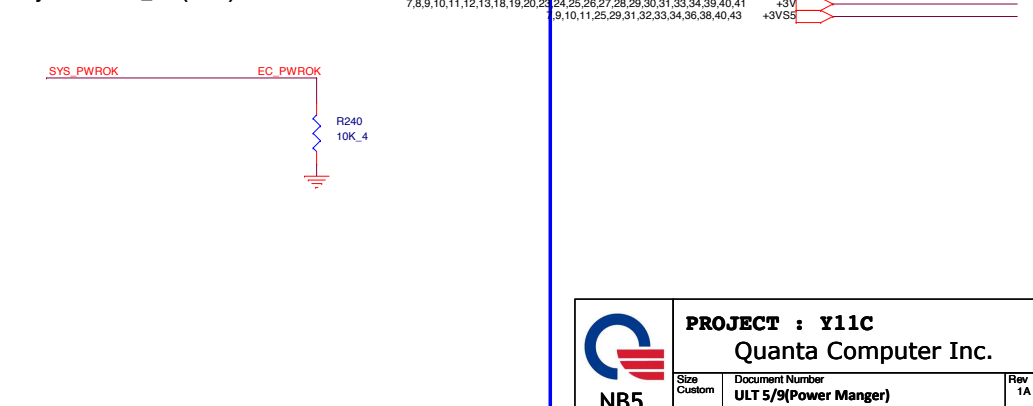 7,8,9,10,11,12,13,18,19,20,23,24,25,26,27,28,29,30,31,33,34,39,40,41 +3V
7,9,10,11,25,29,31,32,33,34,36,38,40,43 +3VS5
SYS_PWROK EC_PWROK
R240
10K_4
PROJECT : Y11C
Quanta Computer Inc.
NB5
Size
Custom
Document Number
ULT 5/9(Power Manger)
Rev
1A